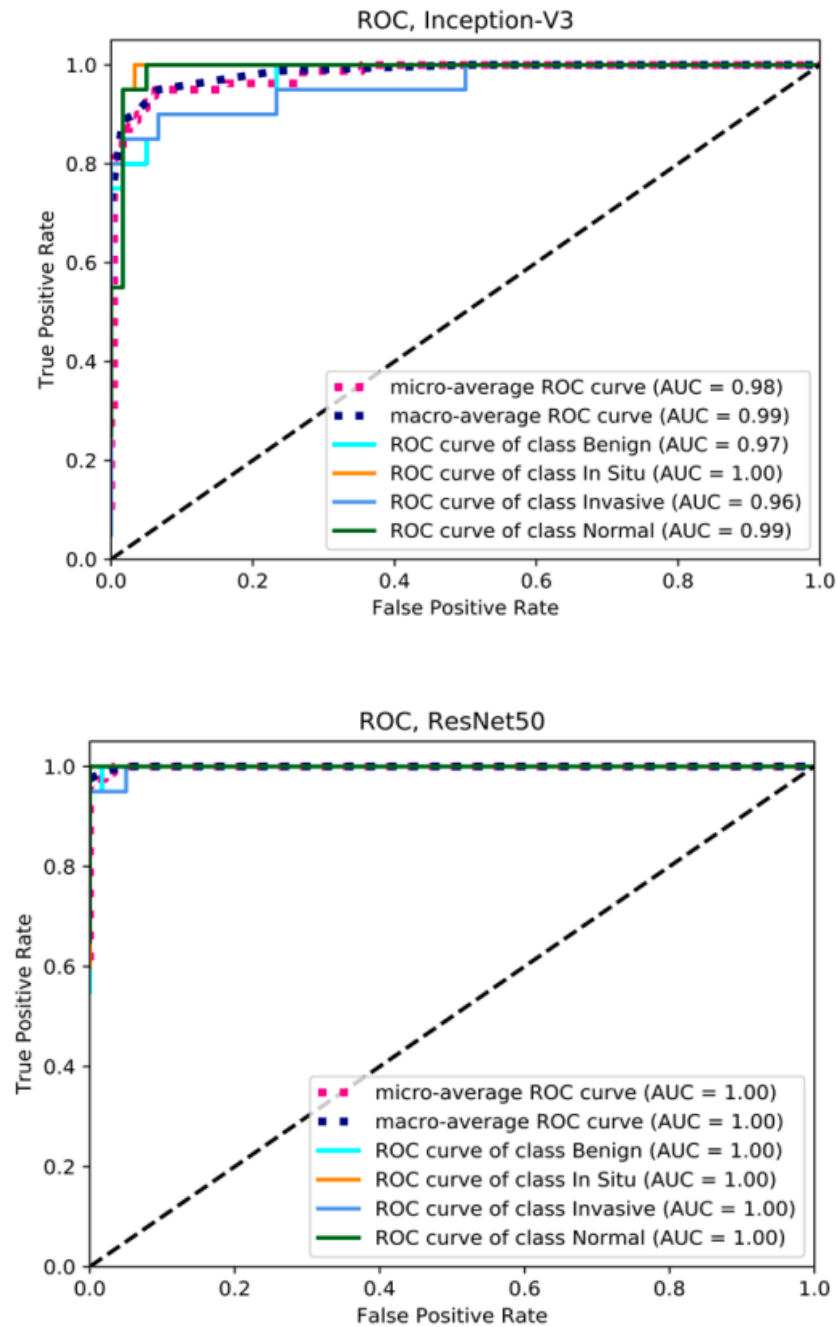 ROC, Inception-V3
1.0
0.8
0.6
0.4
0.2
0.0
True Positive Rate
micro-average ROC curve (AUC = 0.98)
macro-average ROC curve (AUC = 0.99)
ROC curve of class Benign (AUC = 0.97)
ROC curve of class In Situ (AUC = 1.00)
ROC curve of class Invasive (AUC = 0.96)
ROC curve of class Normal (AUC = 0.99)
0.0 0.2 0.4 0.6 0.8 1.0
False Positive Rate
ROC, ResNet50
1.0
0.8
0.6
0.4
0.2
0.0
True Positive Rate
micro-average ROC curve (AUC = 1.00)
macro-average ROC curve (AUC = 1.00)
ROC curve of class Benign (AUC = 1.00)
ROC curve of class In Situ (AUC = 1.00)
ROC curve of class Invasive (AUC = 1.00)
ROC curve of class Normal (AUC = 1.00)
0.0 0.2 0.4 0.6 0.8 1.0
False Positive Rate